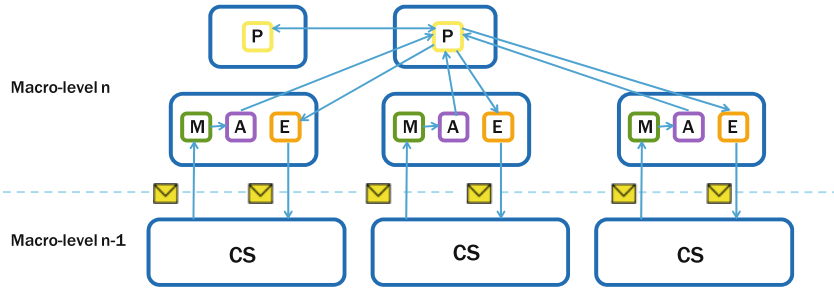 P
P
Macro-level n
M A E
M A E
M A E
Macro-level n-1
CS
CS
CS